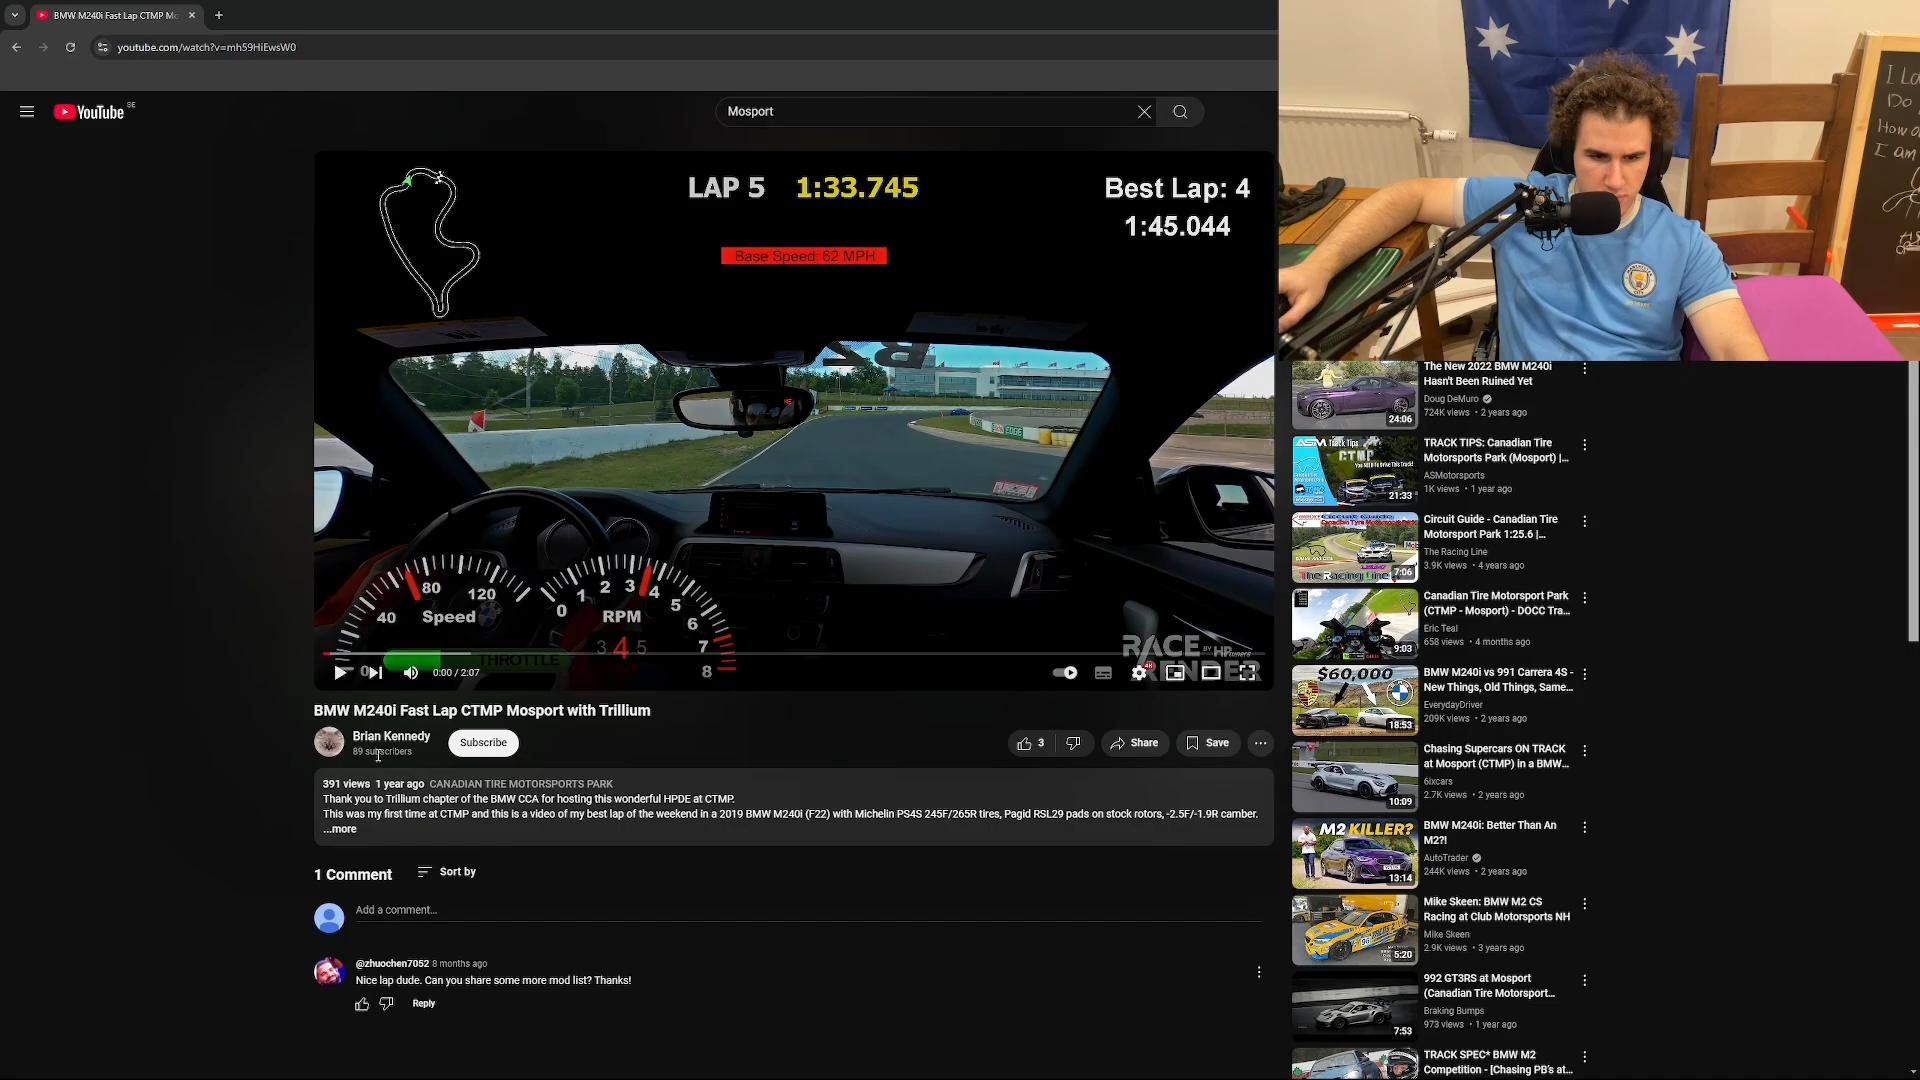 BMW M240i Fast Lap CTMP Mo
youtube.com/watch?v=mh59HiEwsW0
YouTube SE
Mosport
LAP 5 1:33.745
Best Lap: 4
1:45.044
Base Speed: 62 MPH
40 80 120
Speed
0 1 2 3 4 5 6 7 8
RPM
3 4 5
THROTTLE
RACE
RENDER
BY HP tuners
0:00 / 2:07
BMW M240i Fast Lap CTMP Mosport with Trillium
Brian Kennedy
89 subscribers
Subscribe
3
Share
Save
391 views 1 year ago CANADIAN TIRE MOTORSPORTS PARK
Thank you to Trillium chapter of the BMW CCA for hosting this wonderful HPDE at CTMP.
This was my first time at CTMP and this is a video of my best lap of the weekend in a 2019 BMW M240i (F22) with Michelin PS4S 245F/265R tires, Pagid RSL29 pads on stock rotors, -2.5F/-1.9R camber.
...more
1 Comment
Sort by
Add a comment...
@zhuochen7052 8 months ago
Nice lap dude. Can you share some more mod list? Thanks!
Reply
The New 2022 BMW M240i
Hasn't Been Ruined Yet
Doug DeMuro
724K views • 2 years ago
24:06
TRACK TIPS: Canadian Tire
Motorsports Park (Mosport) |...
ASMotorsports
1K views • 1 year ago
ASM Track Tips
CTMP
21:33
Circuit Guide - Canadian Tire
Motorsport Park 1:25.6 |...
The Racing Line
3.9K views • 4 years ago
The Racing Line
7:06
Canadian Tire Motorsport Park
(CTMP - Mosport) - DOCC Tra...
Eric Teal
658 views • 4 months ago
9:03
BMW M240i vs 991 Carrera 4S -
New Things, Old Things, Same...
EverydayDriver
209K views • 2 years ago
$60,000
18:53
Chasing Supercars ON TRACK
at Mosport (CTMP) in a BMW...
6ixcars
2.7K views • 2 years ago
10:09
BMW M240i: Better Than An
M2?!
AutoTrader
244K views • 2 years ago
M2 KILLER?
13:14
Mike Skeen: BMW M2 CS
Racing at Club Motorsports NH
Mike Skeen
2.9K views • 3 years ago
5:20
992 GT3RS at Mosport
(Canadian Tire Motorsport...
Braking Bumps
973 views • 1 year ago
7:53
TRACK SPEC* BMW M2
Competition - [Chasing PB's at...